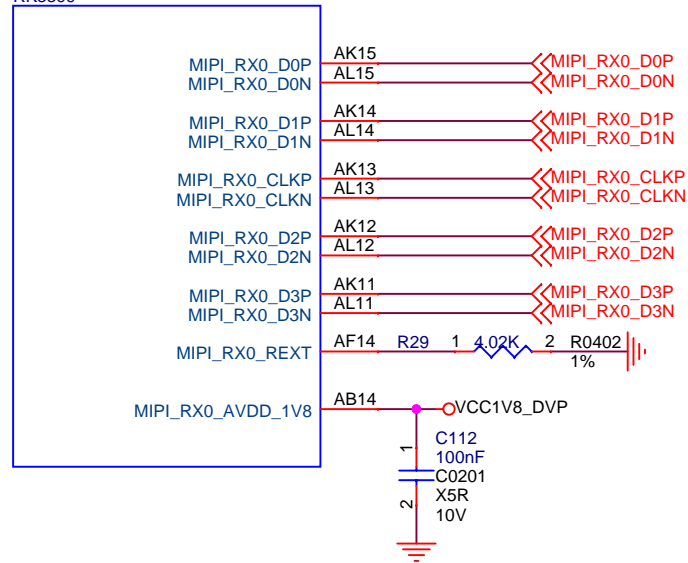 MIPI_RX0_D0P AK15 MIPI_RX0_D0P
MIPI_RX0_D0N AL15 MIPI_RX0_D0N
MIPI_RX0_D1P AK14 MIPI_RX0_D1P
MIPI_RX0_D1N AL14 MIPI_RX0_D1N
MIPI_RX0_CLKP AK13 MIPI_RX0_CLKP
MIPI_RX0_CLKN AL13 MIPI_RX0_CLKN
MIPI_RX0_D2P AK12 MIPI_RX0_D2P
MIPI_RX0_D2N AL12 MIPI_RX0_D2N
MIPI_RX0_D3P AK11 MIPI_RX0_D3P
MIPI_RX0_D3N AL11 MIPI_RX0_D3N
MIPI_RX0_REXT AF14 R29 1 4.02K 2 R0402
1%
MIPI_RX0_AVDD_1V8 AB14 VCC1V8_DVP
C112
1
100nF
C0201
X5R
2
10V